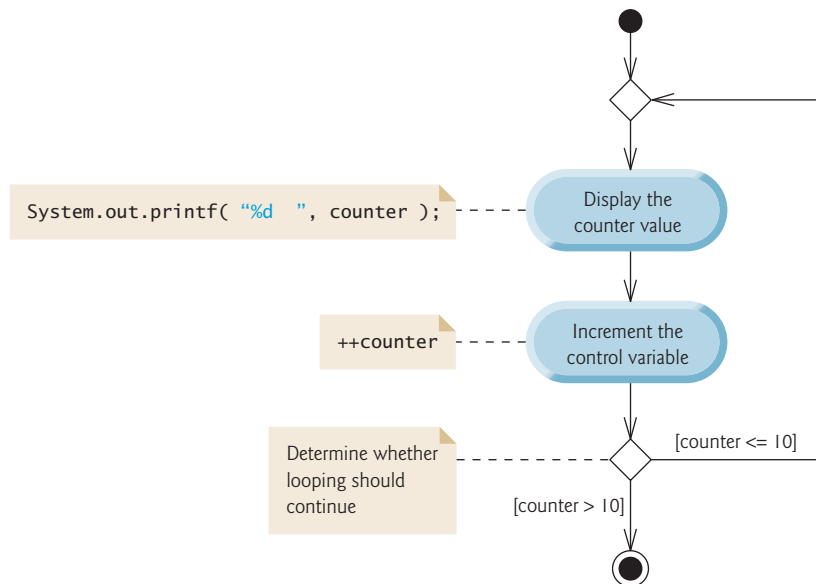 System.out.printf( “%d  ”, counter );
Display the
counter value
++counter
Increment the
control variable
Determine whether
looping should
continue
[counter <= 10]
[counter > 10]